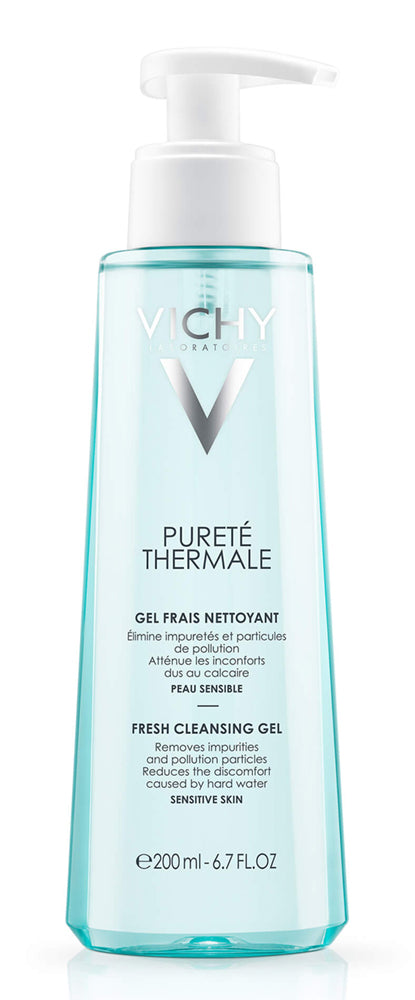 VICHY
LABORATOIRES
V
PURETÉ
THERMALE
GEL FRAIS NETTOYANT
Élimine impuretés et particules
de pollution
Atténue les inconforts
dus au calcaire
PEAU SENSIBLE
FRESH CLEANSING GEL
Removes impurities
and pollution particles
Reduces the discomfort
caused by hard water
SENSITIVE SKIN
℮200 ml - 6.7 FL.OZ